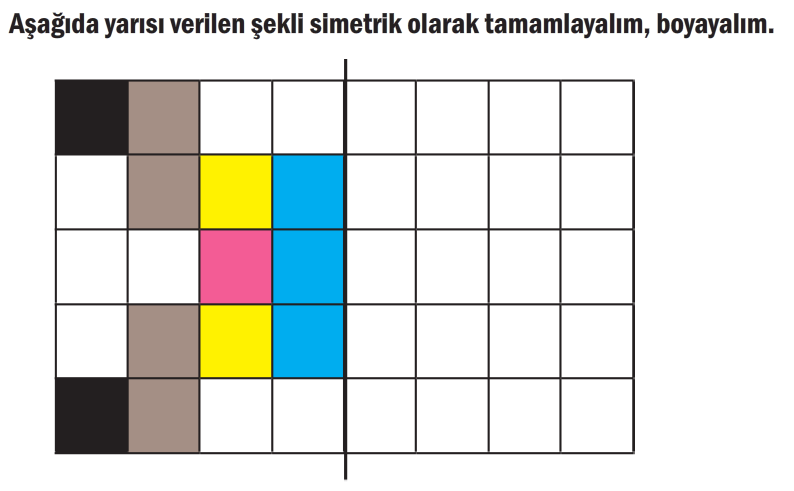 Aşağıda yarısı verilen şekli simetrik olarak tamamlayalım, boyayalım.